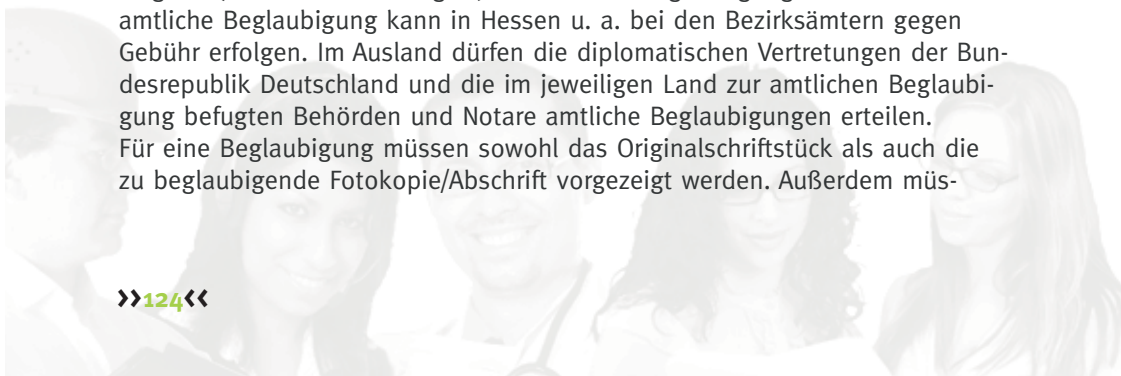 amtliche Beglaubigung kann in Hessen u. a. bei den Bezirksämtern gegen
Gebühr erfolgen. Im Ausland dürfen die diplomatischen Vertretungen der Bun-
desrepublik Deutschland und die im jeweiligen Land zur amtlichen Beglaubi-
gung befugten Behörden und Notare amtliche Beglaubigungen erteilen.
Für eine Beglaubigung müssen sowohl das Originalschriftstück als auch die
zu beglaubigende Fotokopie/Abschrift vorgezeigt werden. Außerdem müs-
>>124<<